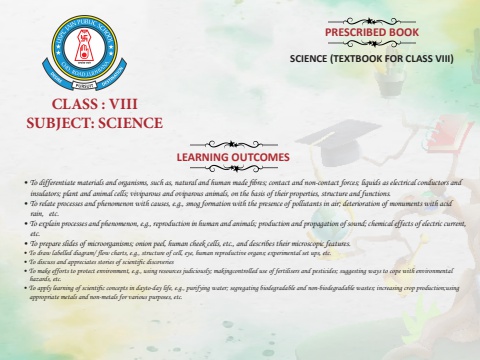 PRESCRIBED BOOK
SCIENCE (TEXTBOOK FOR CLASS VIII)
CLASS : VIII
SUBJECT: SCIENCE
LEARNING OUTCOMES
• To differentiate materials and organisms, such as, natural and human made fibres; contact and non-contact forces; liquids as electrical conductors and
insulators; plant and animal cells; viviparous and oviparous animals, on the basis of their properties, structure and functions.
• To relate processes and phenomenon with causes, e.g., smog formation with the presence of pollutants in air; deterioration of monuments with acid
rain, etc.
• To explain processes and phenomenon, e.g., reproduction in human and animals; production and propagation of sound; chemical effects of electric current,
etc.
• To prepare slides of microorganisms; onion peel, human cheek cells, etc., and describes their microscopic features.
• To draw labelled diagram/ flow charts, e.g., structure of cell, eye, human reproductive organs; experimental set ups, etc.
• To discuss and appreciates stories of scientific discoveries
• To make efforts to protect environment, e.g., using resources judiciously; makingcontrolled use of fertilisers and pesticides; suggesting ways to cope with environmental
hazards, etc.
• To apply learning of scientific concepts in dayto-day life, e.g., purifying water; segregating biodegradable and non-biodegradable wastes; increasing crop production;using
appropriate metals and non-metals for various purposes, etc.